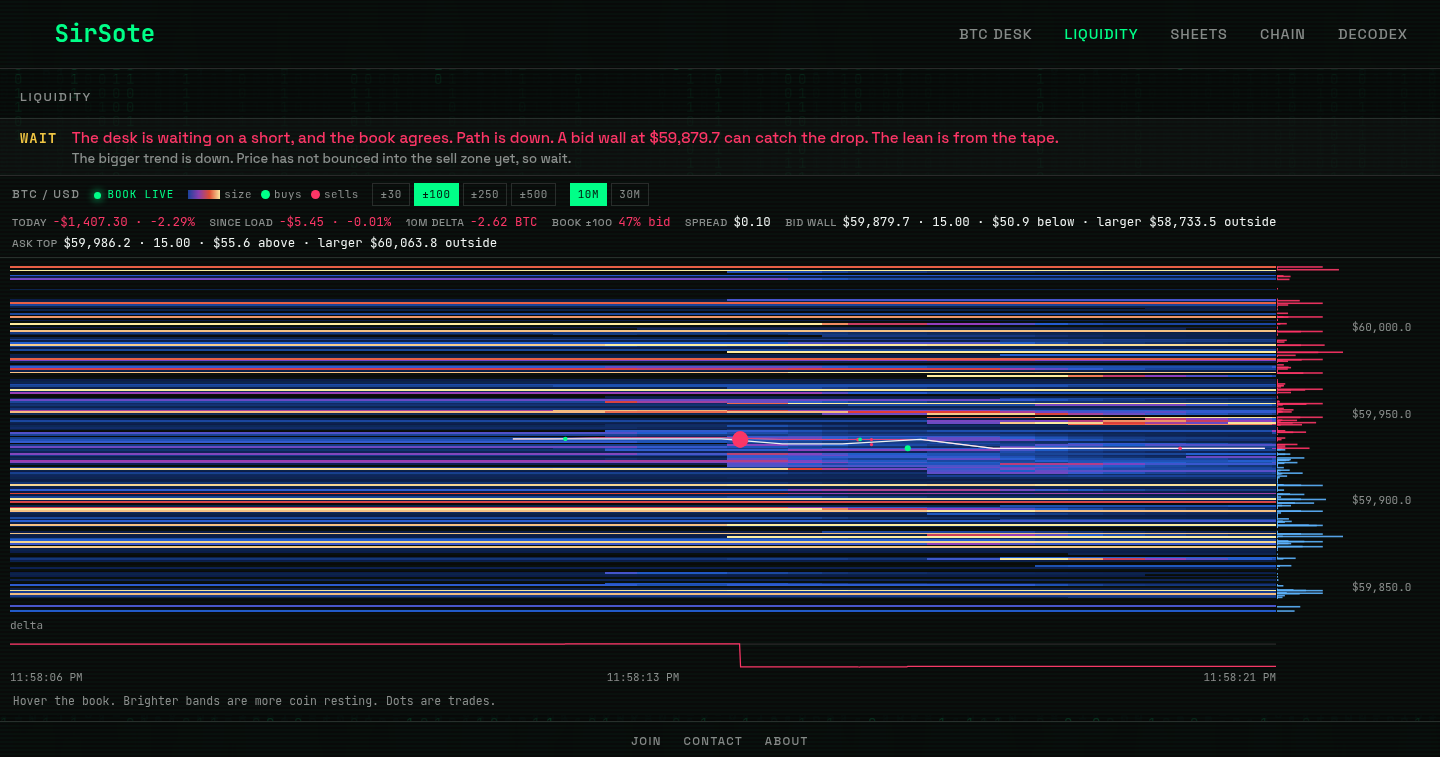 SirSote
BTC DESK LIQUIDITY SHEETS CHAIN DECODEX
LIQUIDITY
WAIT The desk is waiting on a short, and the book agrees. Path is down. A bid wall at $59,879.7 can catch the drop. The lean is from the tape.
The bigger trend is down. Price has not bounced into the sell zone yet, so wait.
BTC / USD BOOK LIVE size buys sells ±30 ±100 ±250 ±500 10M 30M
TODAY -$1,407.30 · -2.29% SINCE LOAD -$5.45 · -0.01% 10M DELTA -2.62 BTC BOOK ±100 47% bid SPREAD $0.10 BID WALL $59,879.7 · 15.00 · $50.9 below · larger $58,733.5 outside
ASK TOP $59,986.2 · 15.00 · $55.6 above · larger $60,063.8 outside
$60,000.0
$59,950.0
$59,900.0
$59,850.0
delta
11:58:06 PM 11:58:13 PM 11:58:21 PM
Hover the book. Brighter bands are more coin resting. Dots are trades.
JOIN CONTACT ABOUT